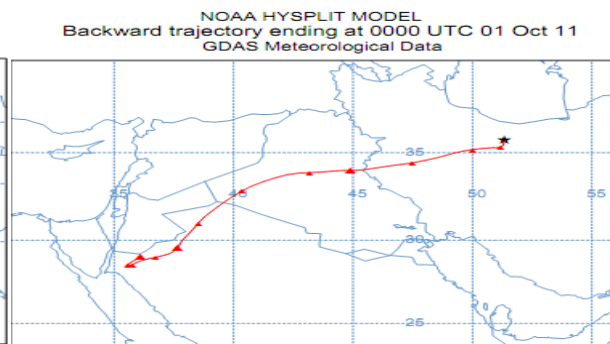 NOAA HYSPLIT MODEL
Backward trajectory ending at 0000 UTC 01 Oct 11
GDAS Meteorological Data
35
35
45
45
50
55
30
25